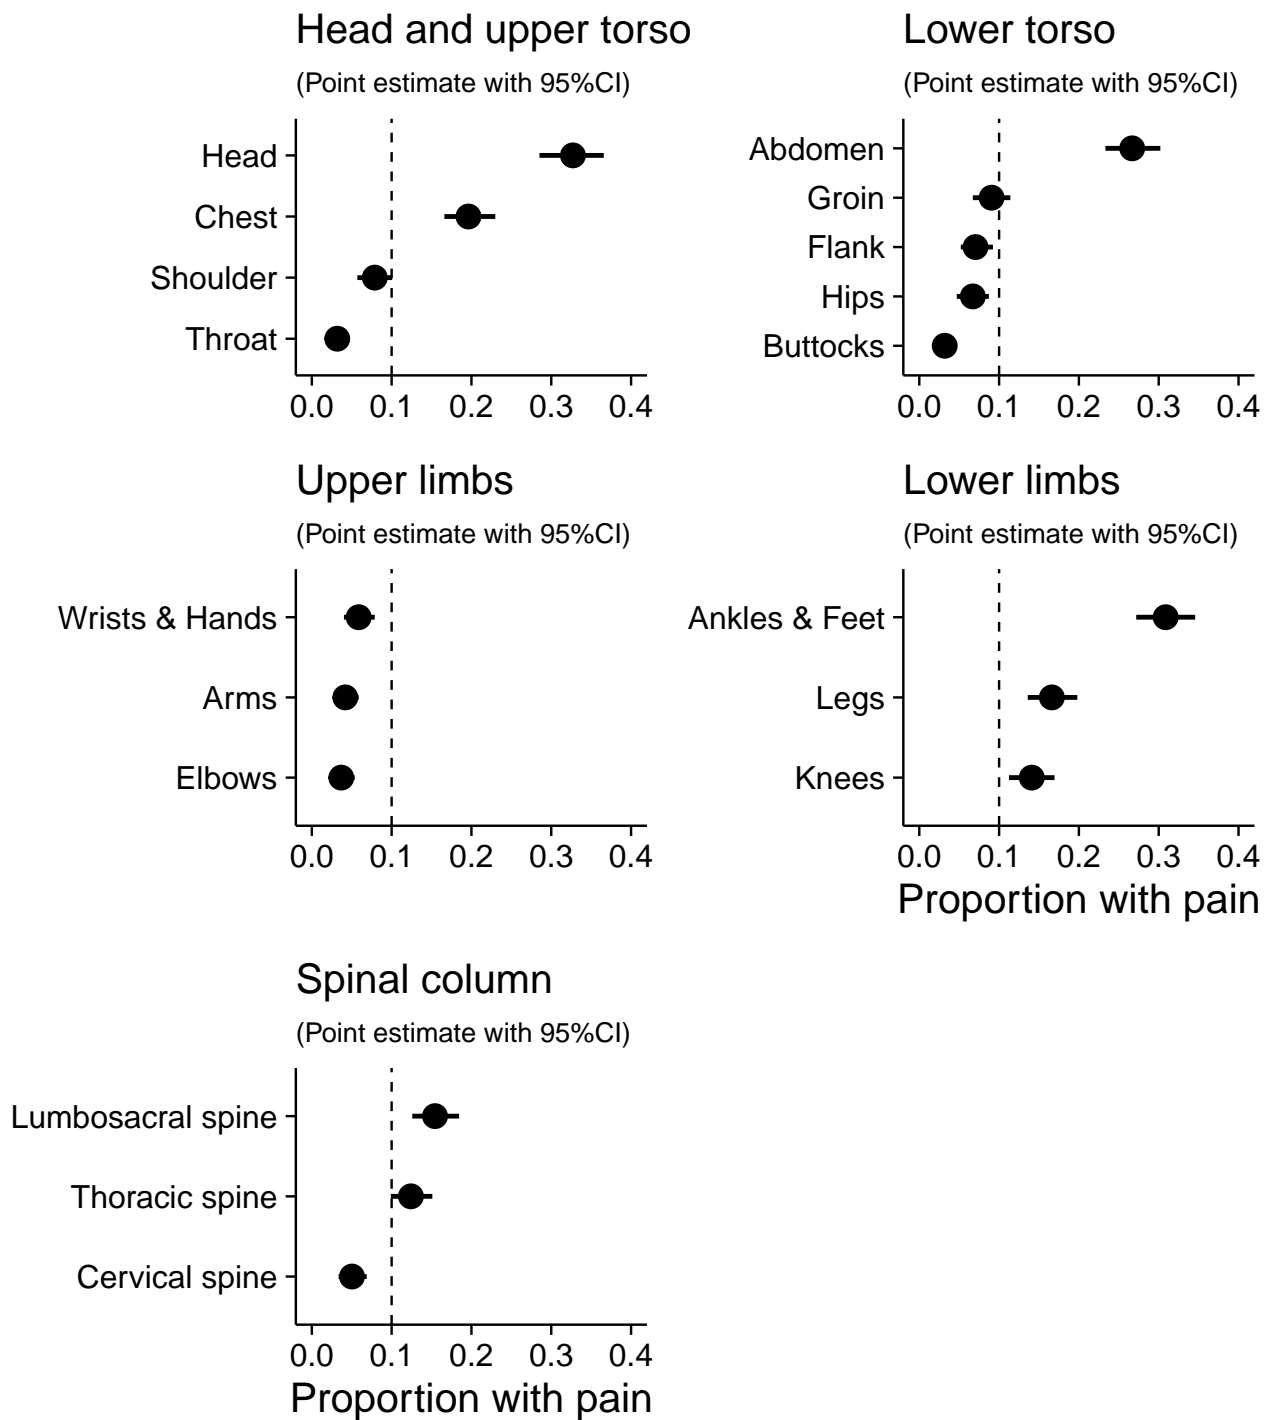 Head and upper torso
(Point estimate with 95%CI)
Head
Chest
Shoulder
Throat
0.0 0.1 0.2 0.3 0.4
Lower torso
(Point estimate with 95%CI)
Abdomen
Groin
Flank
Hips
Buttocks
0.0 0.1 0.2 0.3 0.4
Upper limbs
(Point estimate with 95%CI)
Wrists & Hands
Arms
Elbows
0.0 0.1 0.2 0.3 0.4
Lower limbs
(Point estimate with 95%CI)
Ankles & Feet
Legs
Knees
0.0 0.1 0.2 0.3 0.4
Proportion with pain
Spinal column
(Point estimate with 95%CI)
Lumbosacral spine
Thoracic spine
Cervical spine
0.0 0.1 0.2 0.3 0.4
Proportion with pain